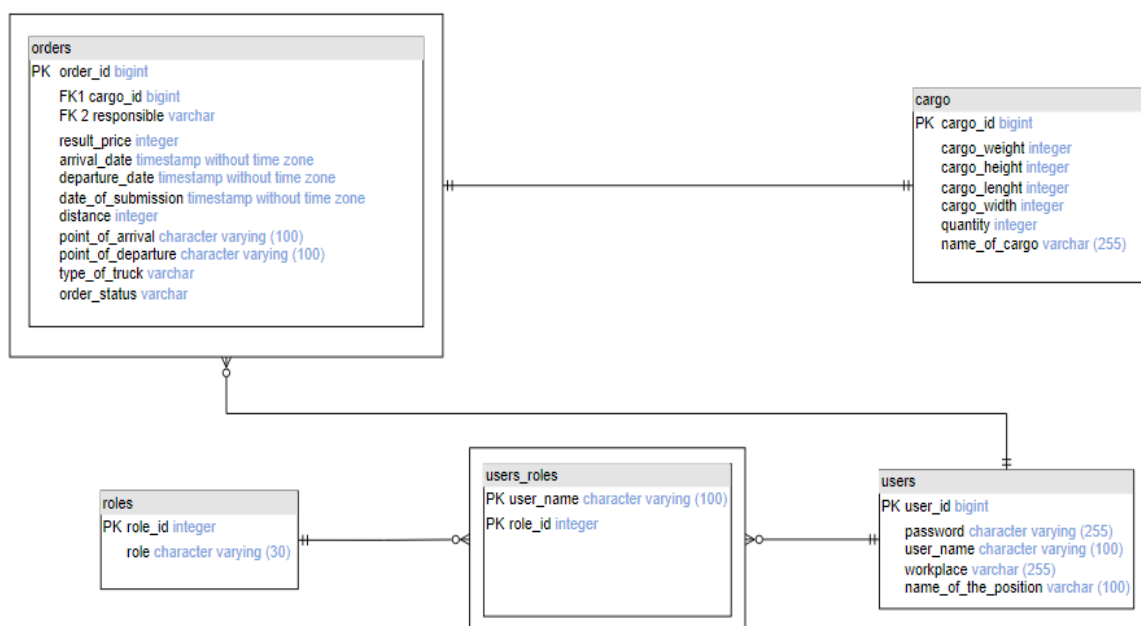 orders
PK order_id bigint
FK1 cargo_id bigint
FK 2 responsible varchar
result_price integer
arrival_date timestamp without time zone
departure_date timestamp without time zone
date_of_submission timestamp without time zone
distance integer
point_of_arrival character varying (100)
point_of_departure character varying (100)
type_of_truck varchar
order_status varchar
cargo
PK cargo_id bigint
cargo_weight integer
cargo_height integer
cargo_lenght integer
cargo_width integer
quantity integer
name_of_cargo varchar (255)
roles
PK role_id integer
role character varying (30)
users_roles
PK user_name character varying (100)
PK role_id integer
users
PK user_id bigint
password character varying (255)
user_name character varying (100)
workplace varchar (255)
name_of_the_position varchar (100)